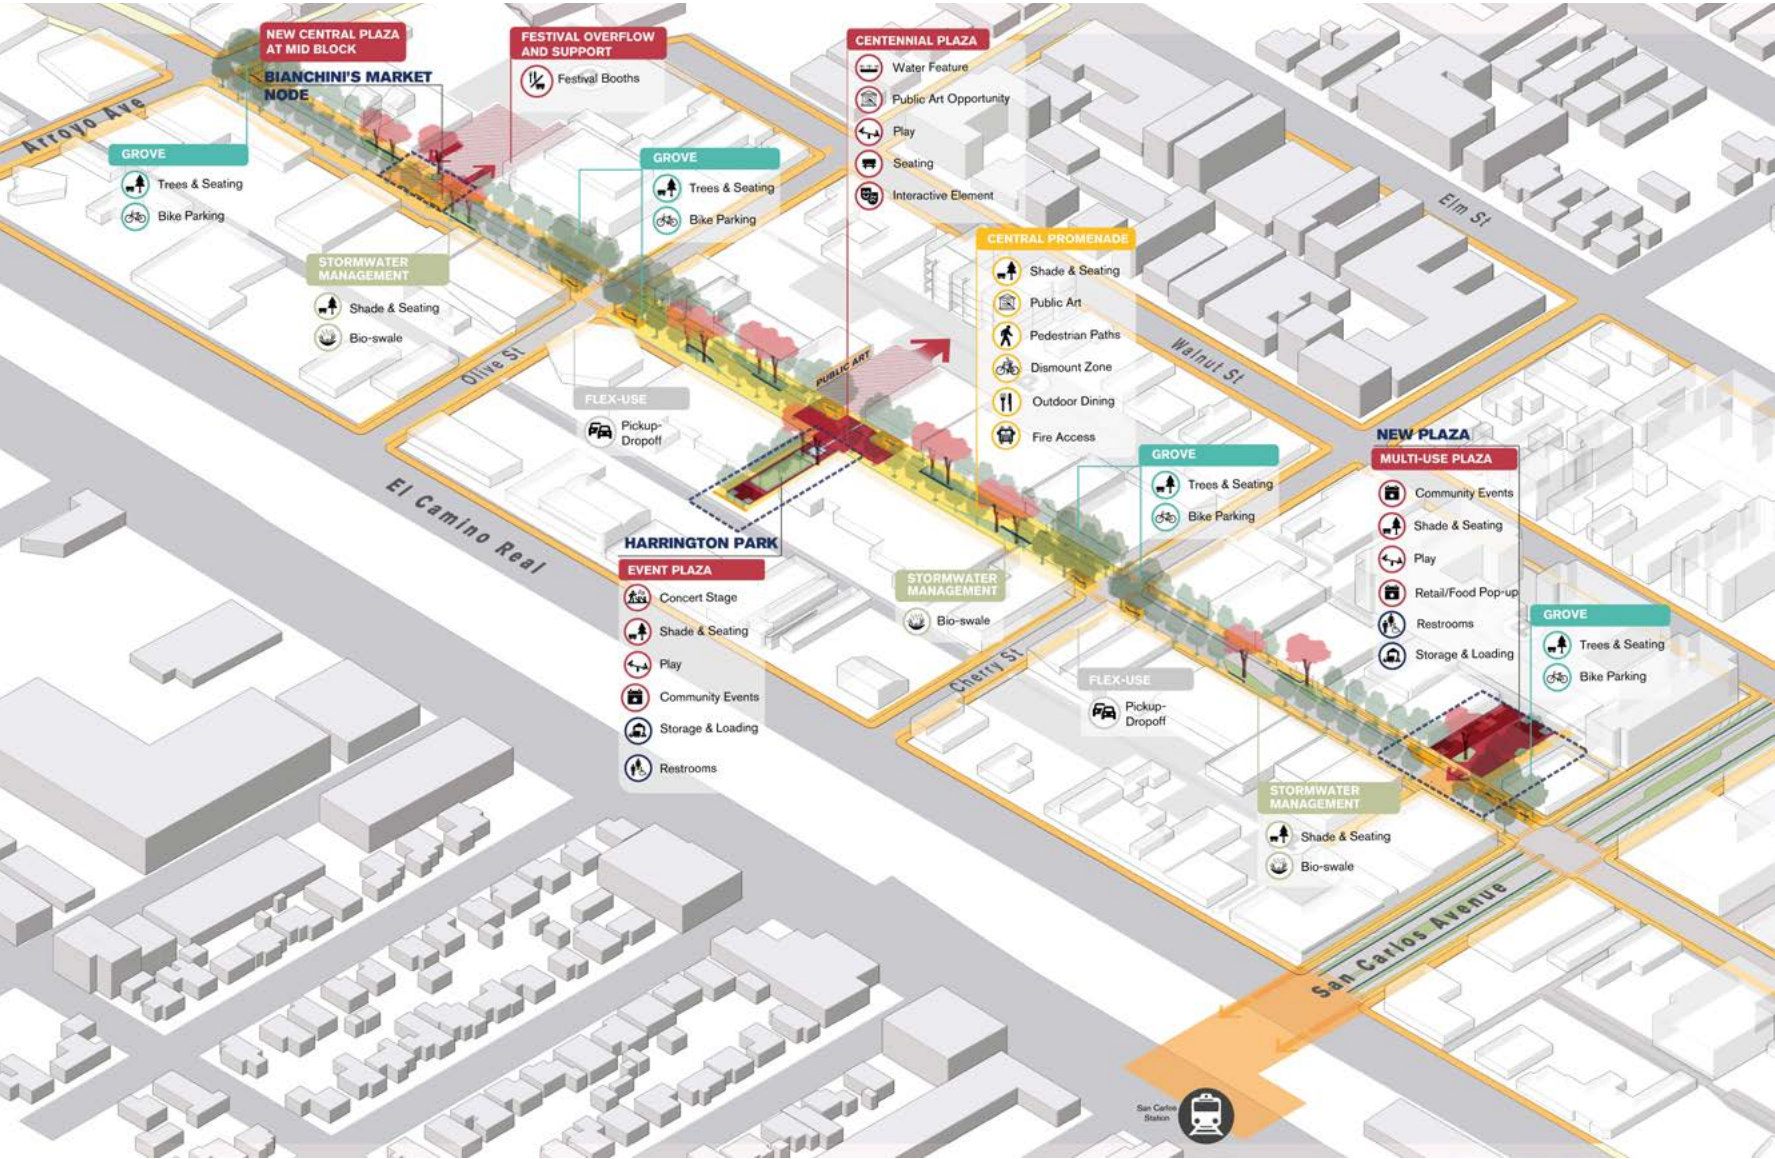 NEW CENTRAL PLAZA
AT MID BLOCK
BIANCHINI'S MARKET
NODE
Arroyo Ave
GROVE
Trees & Seating
Bike Parking
FESTIVAL OVERFLOW
AND SUPPORT
Festival Booths
GROVE
Trees & Seating
Bike Parking
STORMWATER
MANAGEMENT
Shade & Seating
Bio-swale
Olive St
CENTENNIAL PLAZA
Water Feature
Public Art Opportunity
Play
Seating
Interactive Element
CENTRAL PROMENADE
Shade & Seating
Public Art
Pedestrian Paths
Dismount Zone
Outdoor Dining
Fire Access
Elm St
Walnut St
PUBLIC ART
FLEX-USE
Pickup-
Dropoff
El Camino Real
HARRINGTON PARK
EVENT PLAZA
Concert Stage
Shade & Seating
Play
Community Events
Storage & Loading
Restrooms
STORMWATER
MANAGEMENT
Bio-swale
Cherry St
GROVE
Trees & Seating
Bike Parking
FLEX-USE
Pickup-
Dropoff
NEW PLAZA
MULTI-USE PLAZA
Community Events
Shade & Seating
Play
Retail/Food Pop-up
Restrooms
Storage & Loading
GROVE
Trees & Seating
Bike Parking
STORMWATER
MANAGEMENT
Shade & Seating
Bio-swale
San Carlos Avenue
San Carlos
Station